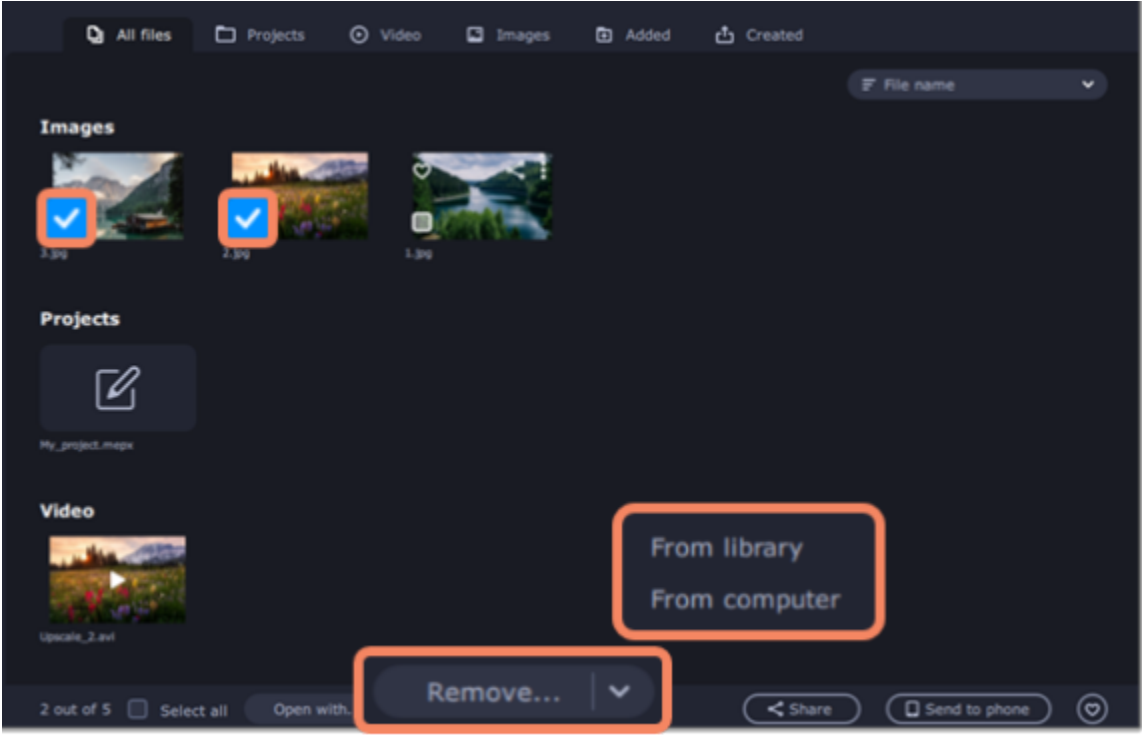 All files Projects Video Images Added Created
File name
Images
3.jpg 2.jpg 1.jpg
Projects
My_project.mepx
Video
Upscale_2.avi
From library
From computer
2 out of 5 Select all Open with. Remove... Share Send to phone